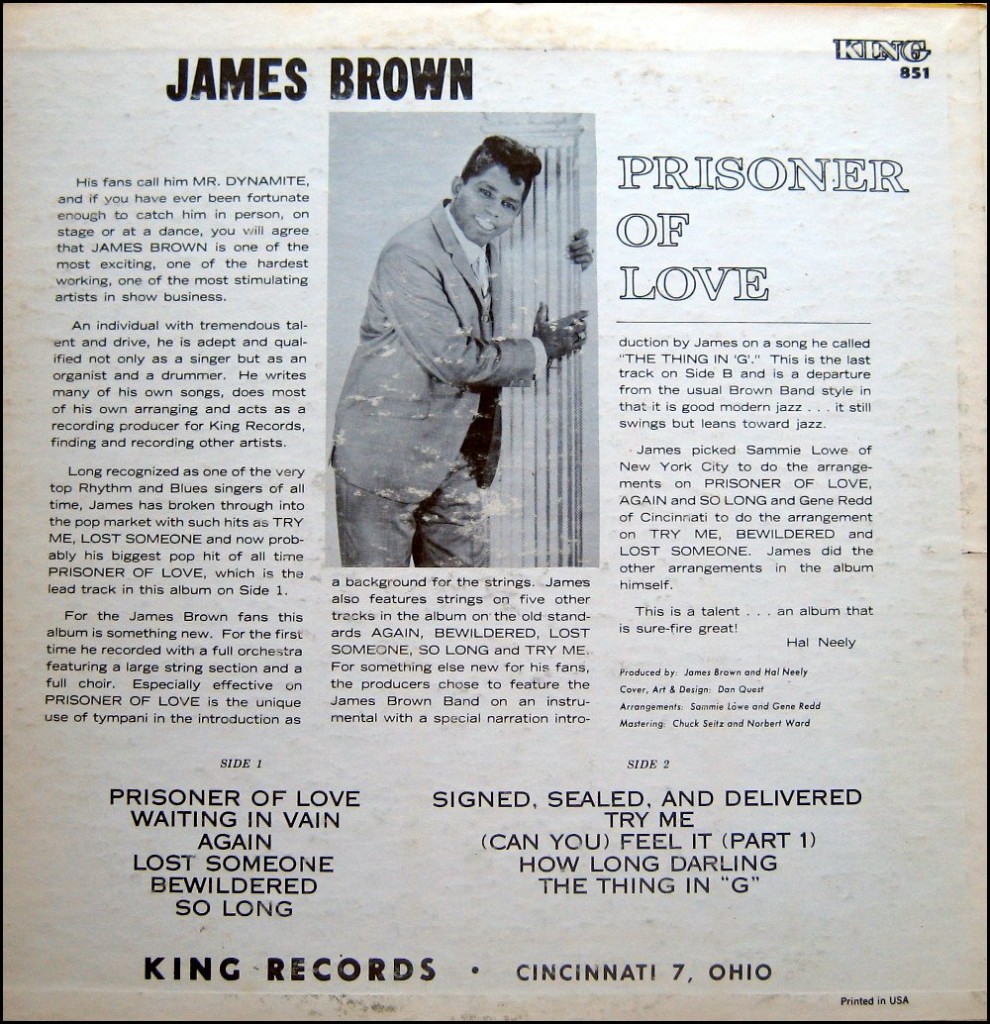 KING
851
JAMES BROWN
PRISONER
OF
LOVE
His fans call him MR. DYNAMITE,
and if you have ever been fortunate
enough to catch him in person, on
stage or at a dance, you will agree
that JAMES BROWN is one of the
most exciting, one of the hardest
working, one of the most stimulating
artists in show business.
An individual with tremendous tal-
ent and drive, he is adept and qual-
ified not only as a singer but as an
organist and a drummer. He writes
many of his own songs, does most
of his own arranging and acts as a
recording producer for King Records,
finding and recording other artists.
Long recognized as one of the very
top Rhythm and Blues singers of all
time, James has broken through into
the pop market with such hits as TRY
ME, LOST SOMEONE and now prob-
ably his biggest pop hit of all time
PRISONER OF LOVE, which is the
lead track in this album on Side 1.
For the James Brown fans this
album is something new. For the first
time he recorded with a full orchestra
featuring a large string section and a
full choir. Especially effective on
PRISONER OF LOVE is the unique
use of tympani in the introduction as
a background for the strings. James
also features strings on five other
tracks in the album on the old stand-
ards AGAIN, BEWILDERED, LOST
SOMEONE, SO LONG and TRY ME.
For something else new for his fans,
the producers chose to feature the
James Brown Band on an instru-
mental with a special narration intro-
duction by James on a song he called
"THE THING IN 'G'." This is the last
track on Side B and is a departure
from the usual Brown Band style in
that it is good modern jazz . . . it still
swings but leans toward jazz.
James picked Sammie Lowe of
New York City to do the arrange-
ments on PRISONER OF LOVE,
AGAIN and SO LONG and Gene Redd
of Cincinnati to do the arrangement
on TRY ME, BEWILDERED and
LOST SOMEONE. James did the
other arrangements in the album
himself.
This is a talent . . . an album that
is sure-fire great!
Hal Neely
Produced by: James Brown and Hal Neely
Cover, Art & Design: Dan Quest
Arrangements: Sammie Lowe and Gene Redd
Mastering: Chuck Seitz and Norbert Ward
SIDE 1
PRISONER OF LOVE
WAITING IN VAIN
AGAIN
LOST SOMEONE
BEWILDERED
SO LONG
SIDE 2
SIGNED, SEALED, AND DELIVERED
TRY ME
(CAN YOU) FEEL IT (PART 1)
HOW LONG DARLING
THE THING IN "G"
KING RECORDS • CINCINNATI 7, OHIO
Printed in USA